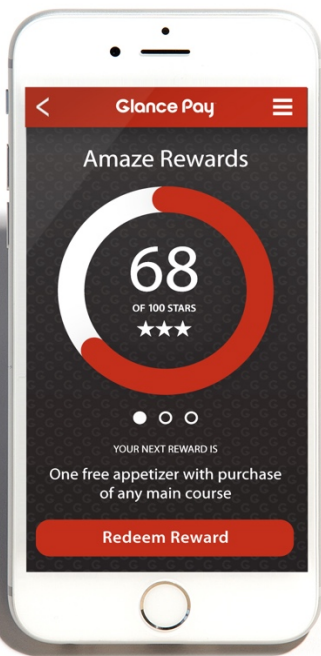 Glance Pay
Amaze Rewards
68
OF 100 STARS
YOUR NEXT REWARD IS
One free appetizer with purchase
of any main course
Redeem Reward